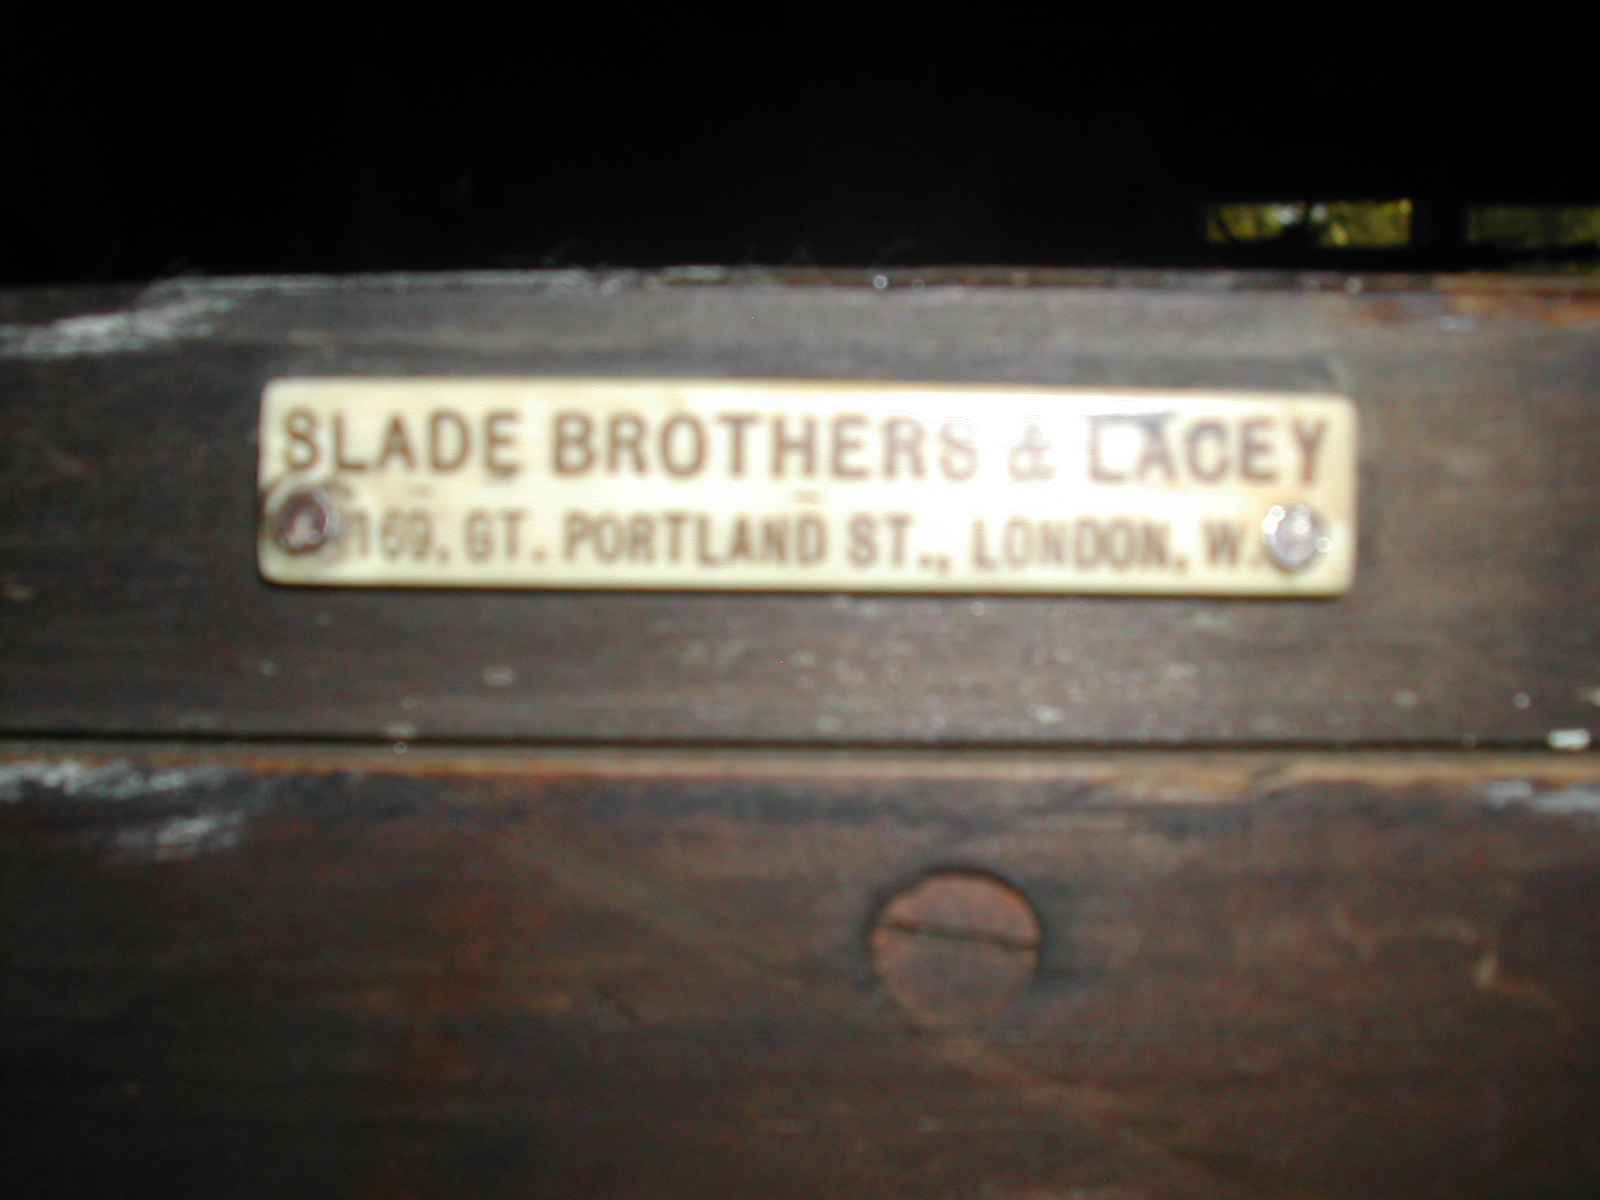 SLADE BROTHERS & LACEY
169, GT. PORTLAND ST., LONDON, W.